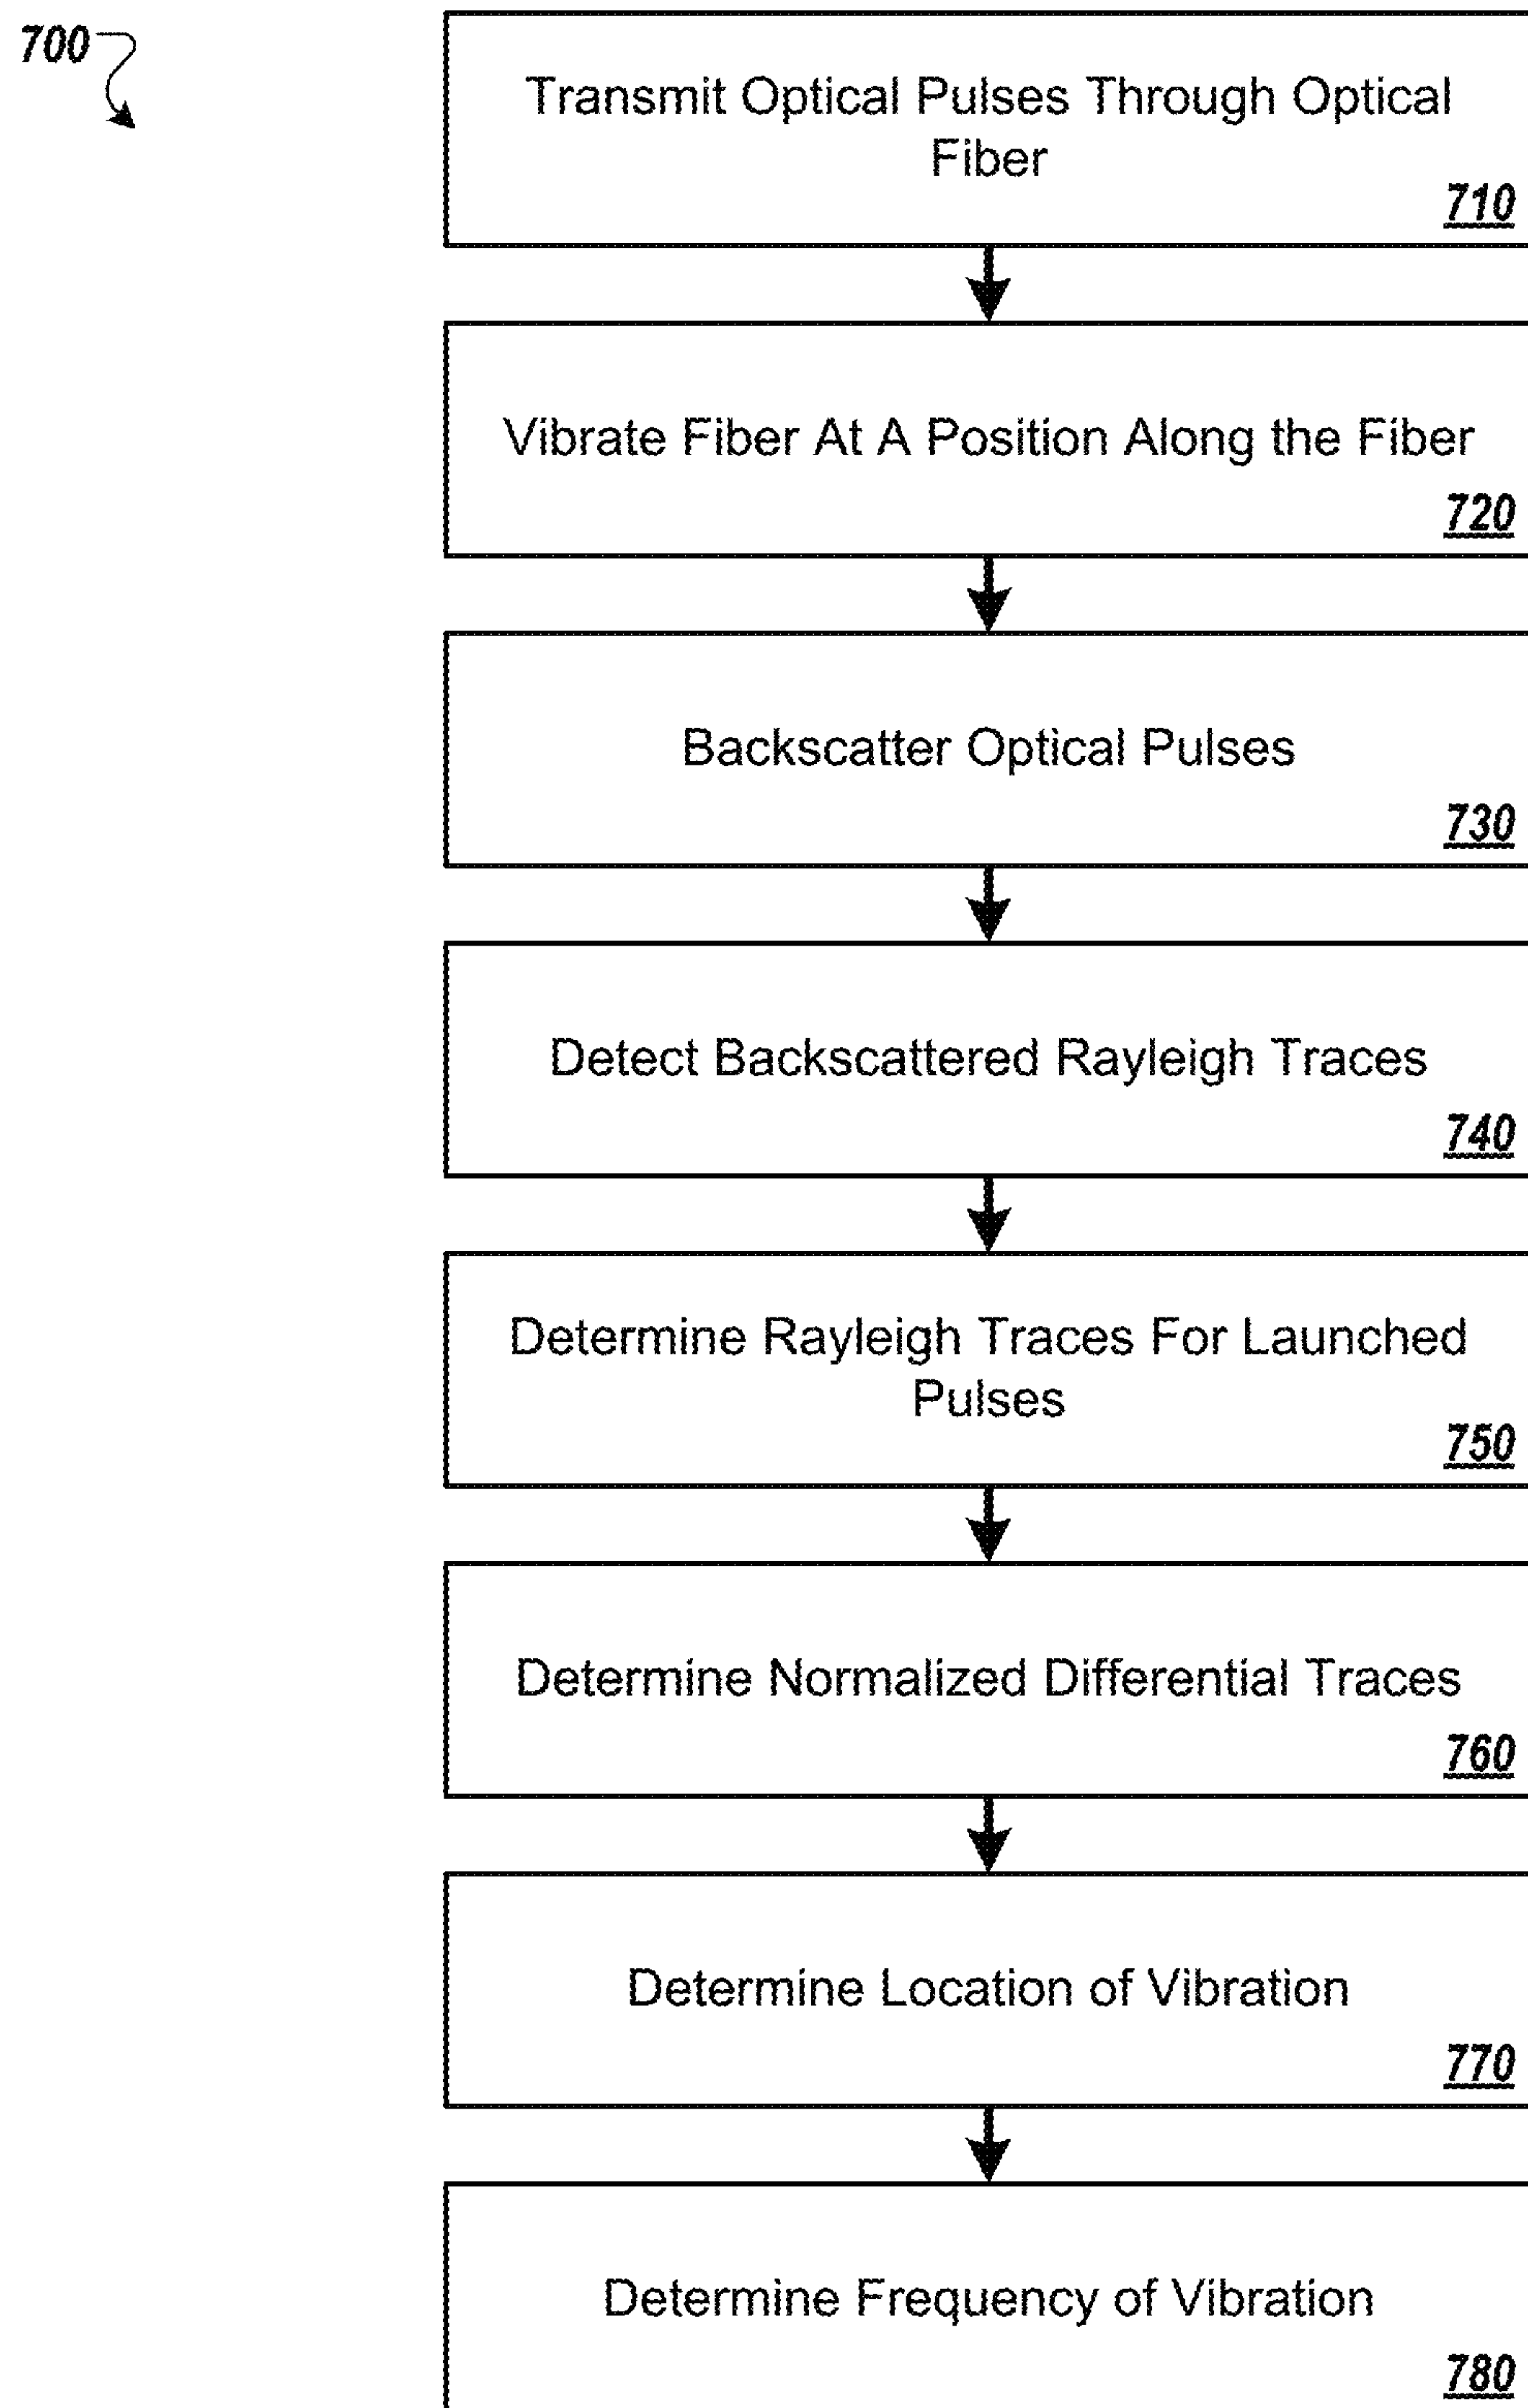 700
Transmit Optical Pulses Through Optical
Fiber
710
Vibrate Fiber At A Position Along the Fiber
720
Backscatter Optical Pulses
730
Detect Backscattered Rayleigh Traces
740
Determine Rayleigh Traces For Launched
Pulses
750
Determine Normalized Differential Traces
760
Determine Location of Vibration
770
Determine Frequency of Vibration
780